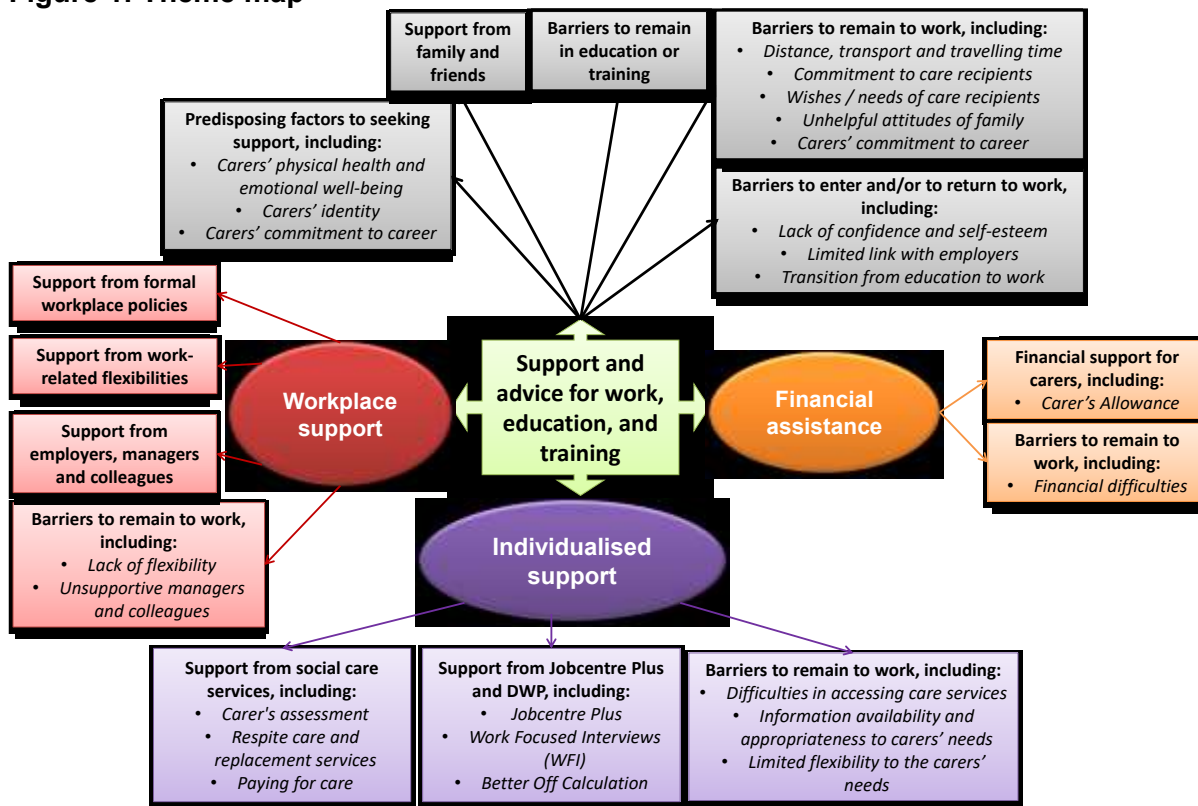 Figure 1: Theme map
Support from
family and
friends
Barriers to remain
in education or
training
Barriers to remain to work, including:
• Distance, transport and travelling time
• Commitment to care recipients
• Wishes / needs of care recipients
• Unhelpful attitudes of family
• Carers' commitment to career
Predisposing factors to seeking
support, including:
• Carers' physical health and
emotional well-being
• Carers' identity
• Carers' commitment to career
Barriers to enter and/or to return to work,
including:
• Lack of confidence and self-esteem
• Limited link with employers
• Transition from education to work
Support from formal
workplace policies
Support from work-
related flexibilities
Support from
employers, managers
and colleagues
Barriers to remain to work,
including:
• Lack of flexibility
• Unsupportive managers
and colleagues
Workplace
support
Support and
advice for work,
education, and
training
Financial
assistance
Financial support for
carers, including:
• Carer's Allowance
Barriers to remain to
work, including:
• Financial difficulties
Individualised
support
Support from social care
services, including:
• Carer's assessment
• Respite care and
replacement services
• Paying for care
Support from Jobcentre Plus
and DWP, including:
• Jobcentre Plus
• Work Focused Interviews
(WFI)
• Better Off Calculation
Barriers to remain to work, including:
• Difficulties in accessing care services
• Information availability and
appropriateness to carers' needs
• Limited flexibility to the carers'
needs